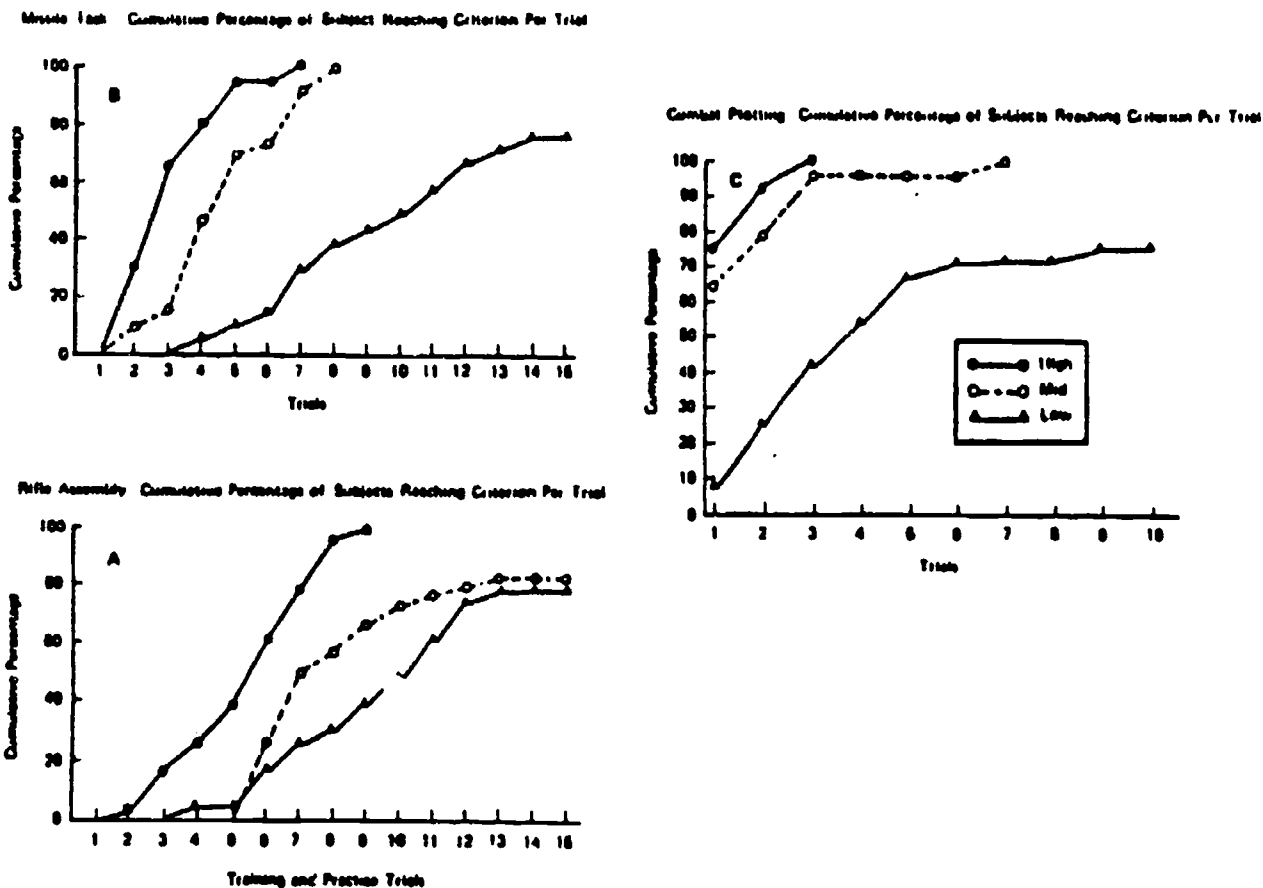 Missile Task Cumulative Percentage of Subject Reaching Criterion Per Trial
100
80
60
40
20
0
B
Cumulative Percentage
1 2 3 4 5 6 7 8 9 10 11 12 13 14 15
Trials
Combat Plotting Cumulative Percentage of Subjects Reaching Criterion Per Trial
100
90
80
70
60
50
40
30
20
10
0
C
Cumulative Percentage
1 2 3 4 5 6 7 8 9 10
Trials
High
Mid
Low
Rifle Assembly Cumulative Percentage of Subjects Reaching Criterion Per Trial
100
80
60
40
20
0
A
Cumulative Percentage
1 2 3 4 5 6 7 8 9 10 11 12 13 14 15
Training and Practice Trials